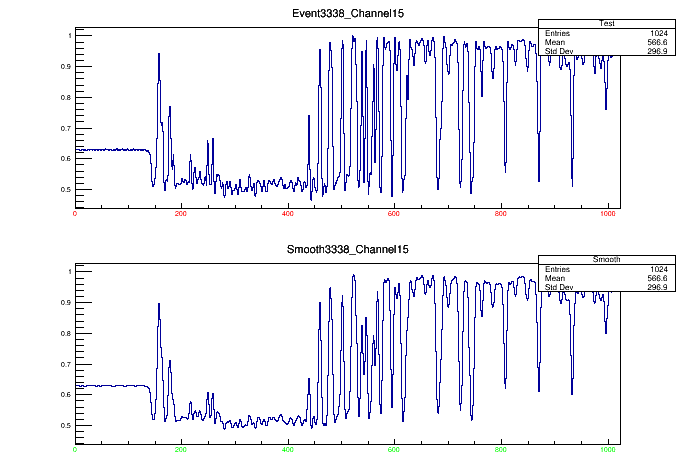 Event3338_Channel15
Test
Entries 1024
Mean 566.6
Std Dev 296.9
1
0.9
0.8
0.7
0.6
0.5
0 200 400 600 800 1000
Smooth3338_Channel15
Smooth
Entries 1024
Mean 566.6
Std Dev 296.9
1
0.9
0.8
0.7
0.6
0.5
0 200 400 600 800 1000